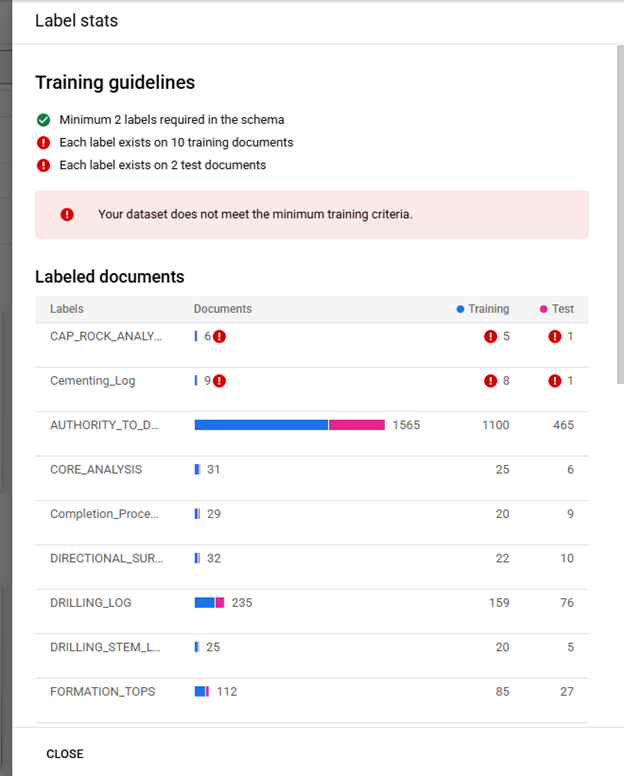 Label stats
Training guidelines
Minimum 2 labels required in the schema
Each label exists on 10 training documents
Each label exists on 2 test documents
Your dataset does not meet the minimum training criteria.
Labeled documents
Labels Documents Training Test
CAP_ROCK_ANALY... 6 5 1
Cementing_Log 9 8 1
AUTHORITY_TO_D... 1565 1100 465
CORE_ANALYSIS 31 25 6
Completion_Proce... 29 20 9
DIRECTIONAL_SUR... 32 22 10
DRILLING_LOG 235 159 76
DRILLING_STEM_L... 25 20 5
FORMATION_TOPS 112 85 27
CLOSE